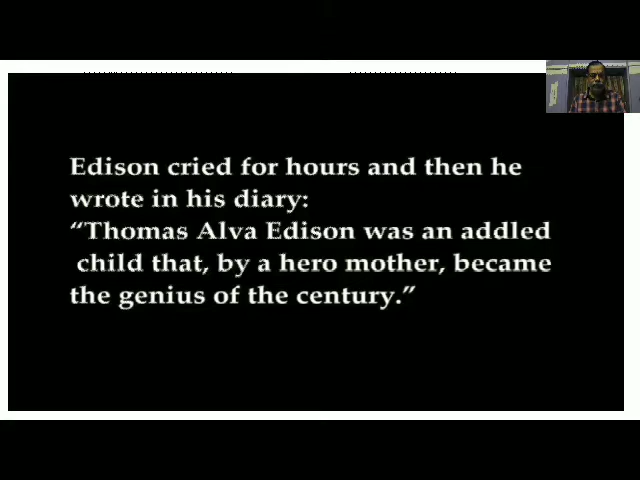 Edison cried for hours and then he
wrote in his diary:
“Thomas Alva Edison was an addled
child that, by a hero mother, became
the genius of the century.”